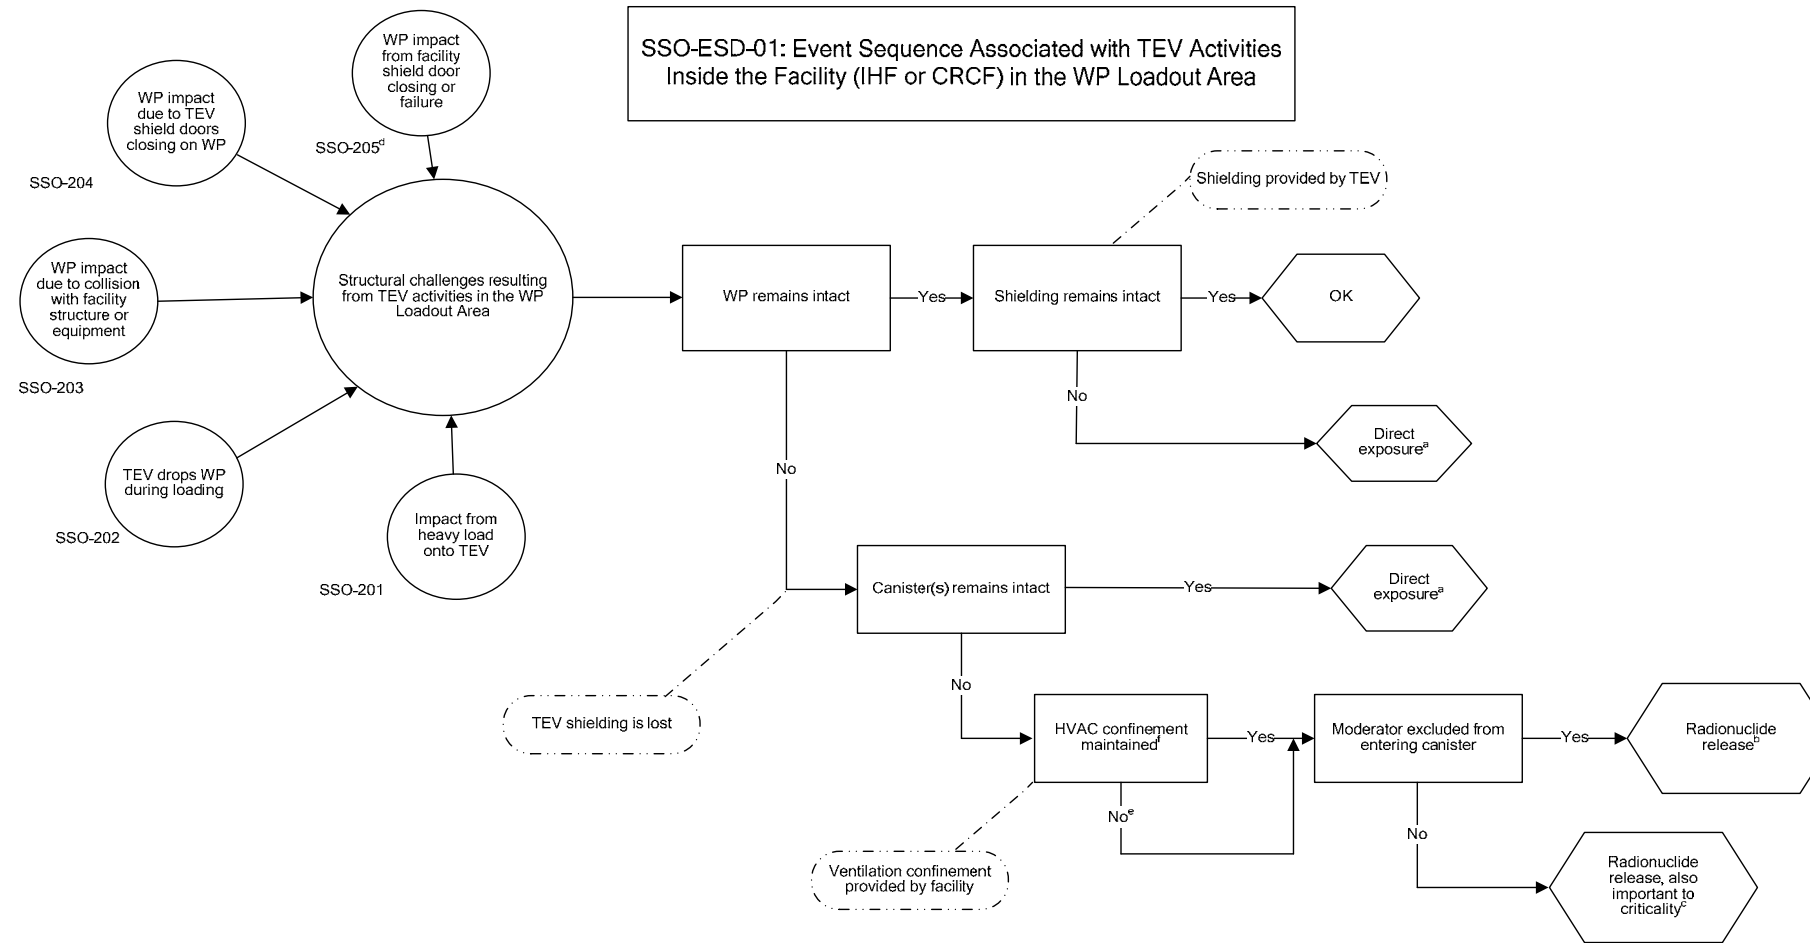 SSO-ESD-01: Event Sequence Associated with TEV Activities
Inside the Facility (IHF or CRCF) in the WP Loadout Area
WP impact
from facility
shield door
closing or
failure
SSO-205d
WP impact
due to TEV
shield doors
closing on WP
SSO-204
WP impact
due to collision
with facility
structure or
equipment
SSO-203
TEV drops WP
during loading
SSO-202
Impact from
heavy load
onto TEV
SSO-201
Structural challenges resulting
from TEV activities in the WP
Loadout Area
WP remains intact
Yes
Shielding remains intact
Shielding provided by TEV
Yes
OK
No
Direct
exposurea
No
Canister(s) remains intact
Yes
Direct
exposurea
TEV shielding is lost
No
HVAC confinement
maintainedf
Yes
Noe
Ventilation confinement
provided by facility
Moderator excluded from
entering canister
Yes
Radionuclide
releaseb
No
Radionuclide
release, also
important to
criticalityc